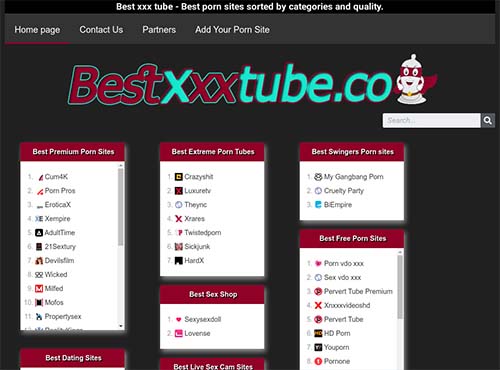 Best xxx tube - Best porn sites sorted by categories and quality.
Home page Contact Us Partners Add Your Porn Site
BestXxxtube.co
Search...
Best Premium Porn Sites
1. Cum4K
2. Porn Pros
3. EroticaX
4. Xempire
5. AdultTime
6. 21Sextury
7. Devilsfilm
8. Wicked
9. Milfed
10. Mofos
11. Propertysex
Best Dating Sites
Best Extreme Porn Tubes
1. Crazyshit
2. Luxuretv
3. Theync
4. Xrares
5. Twistedporn
6. Sickjunk
7. HardX
Best Sex Shop
1. Sexysexdoll
2. Lovense
Best Live Sex Cam Sites
Best Swingers Porn sites
1. My Gangbang Porn
2. Cruelty Party
3. BiEmpire
Best Free Porn Sites
1. Porn vdo xxx
2. Sex vdo xxx
3. Pervert Tube Premium
4. Xnxxxvideoshd
5. Pervert Tube
6. HD Porn
7. Youporn
8. Pornone